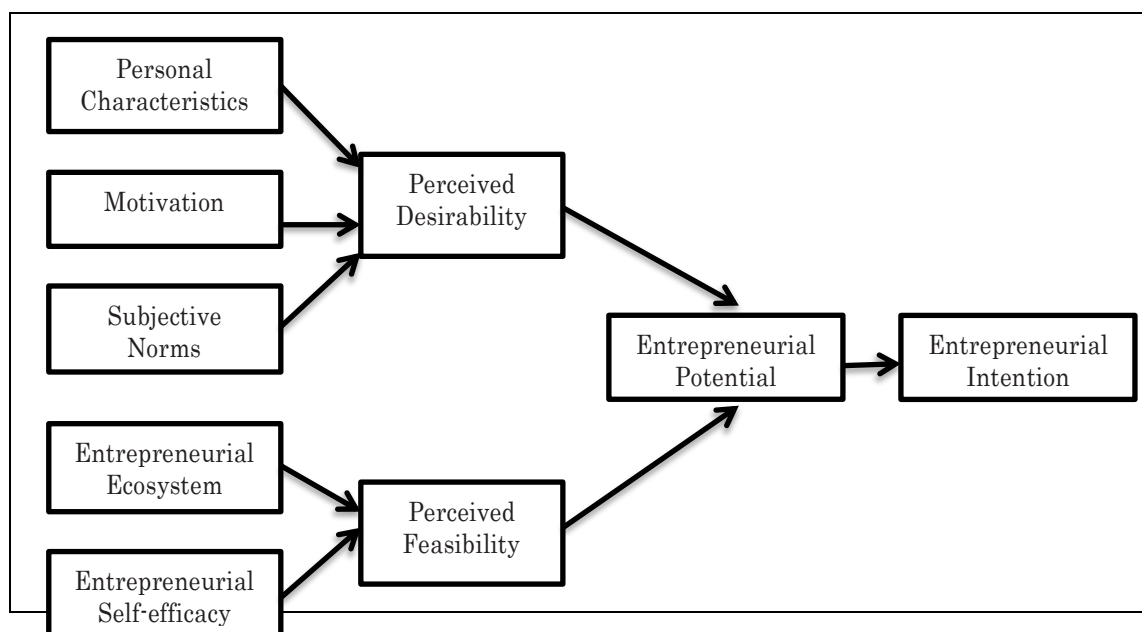 Personal
Characteristics
Motivation
Subjective
Norms
Entrepreneurial
Ecosystem
Entrepreneurial
Self-efficacy
Perceived
Desirability
Perceived
Feasibility
Entrepreneurial
Potential
Entrepreneurial
Intention